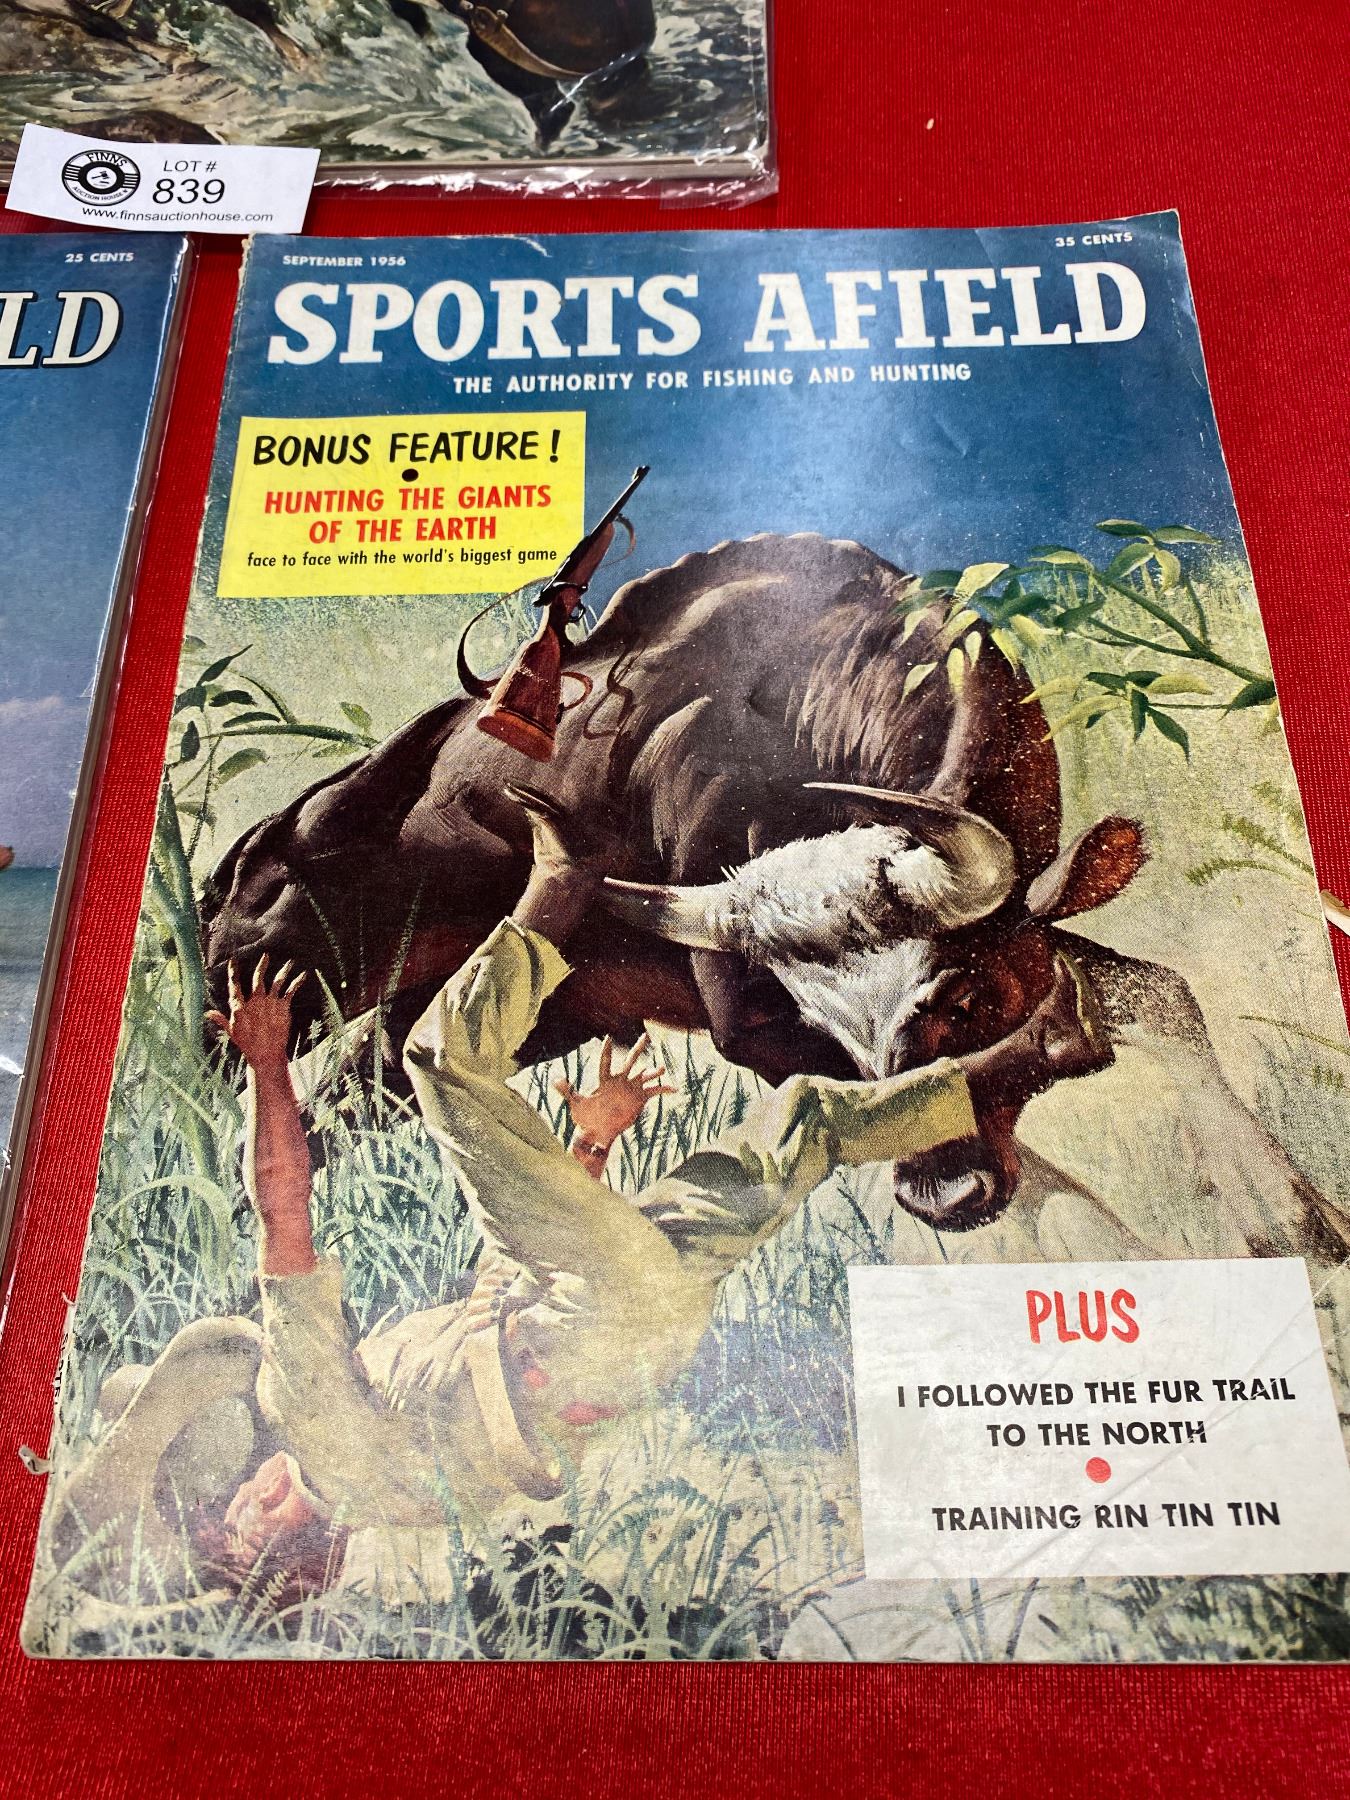 FINNS
AUCTION HOUSE
LOT #
839
www.finnsauctionhouse.com
25 CENTS
LD
SEPTEMBER 1956
35 CENTS
SPORTS AFIELD
THE AUTHORITY FOR FISHING AND HUNTING
BONUS FEATURE!
HUNTING THE GIANTS
OF THE EARTH
face to face with the world's biggest game
PLUS
I FOLLOWED THE FUR TRAIL
TO THE NORTH
TRAINING RIN TIN TIN